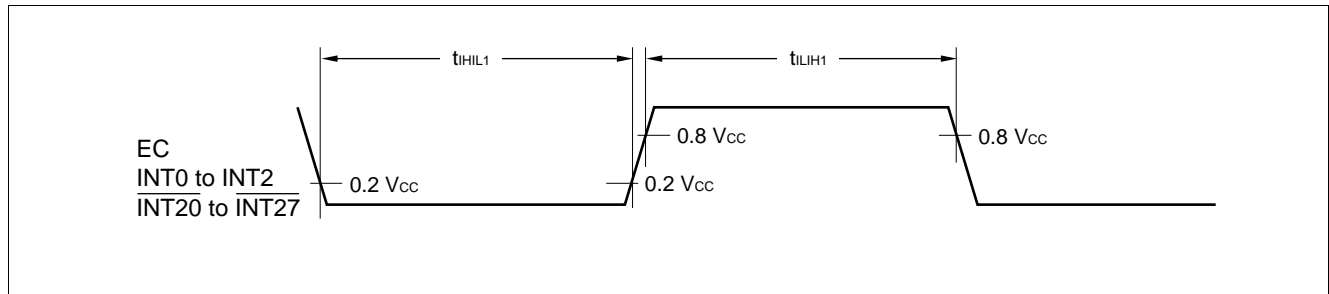 tIHIL1
tILIH1
0.8 VCC
0.8 VCC
EC
INT0 to INT2
0.2 VCC
0.2 VCC
INT20 to INT27